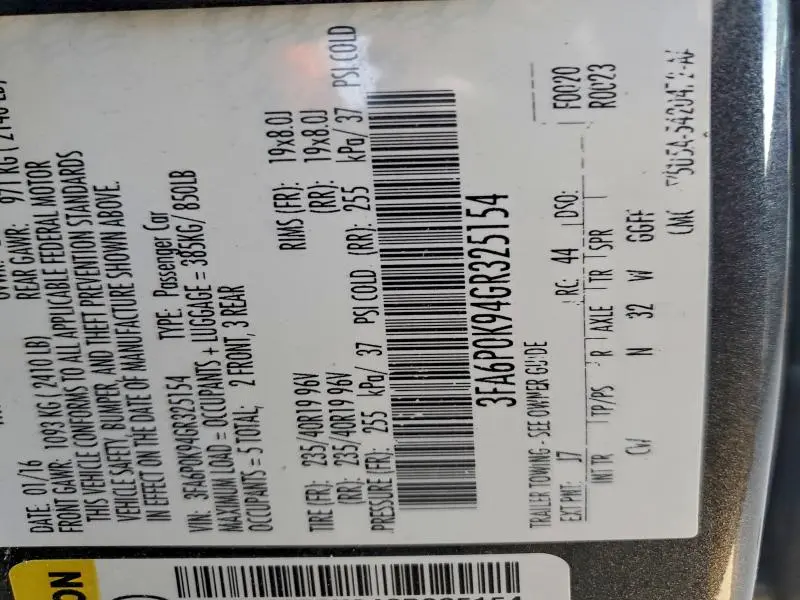 DATE: 01/16
FRONT GAWR: 1093 KG ( 2410 LB) REAR GAWR: 971 KG ( 2140 LB)
THIS VEHICLE CONFORMS TO ALL APPLICABLE FEDERAL MOTOR
VEHICLE SAFETY, BUMPER, AND THEFT PREVENTION STANDARDS
IN EFFECT ON THE DATE OF MANUFACTURE SHOWN ABOVE.
VIN: 3FA6P0K94GR325154 TYPE: Passenger Car
MAXIMUM LOAD = OCCUPANTS + LUGGAGE = 385KG/ 850LB
OCCUPANTS = 5 TOTAL; 2 FRONT, 3 REAR
TIRE (FR): 235/40R19 96V RIMS (FR): 19x8.0J
(RR): 235/40R19 96V (RR): 19x8.0J
PRESSURE (FR): 255 kPa/ 37 PSI COLD (RR): 255 kPa/ 37 PSI COLD
3FA6P0K94GR325154
TRAILER TOWING - SEE OWNER GUIDE
EXT PNT: J7 RC: 44 DSO: F0020
R0023
INT TR TP/PS R AXLE TR SPR
CW N 32 W GGFF
ON